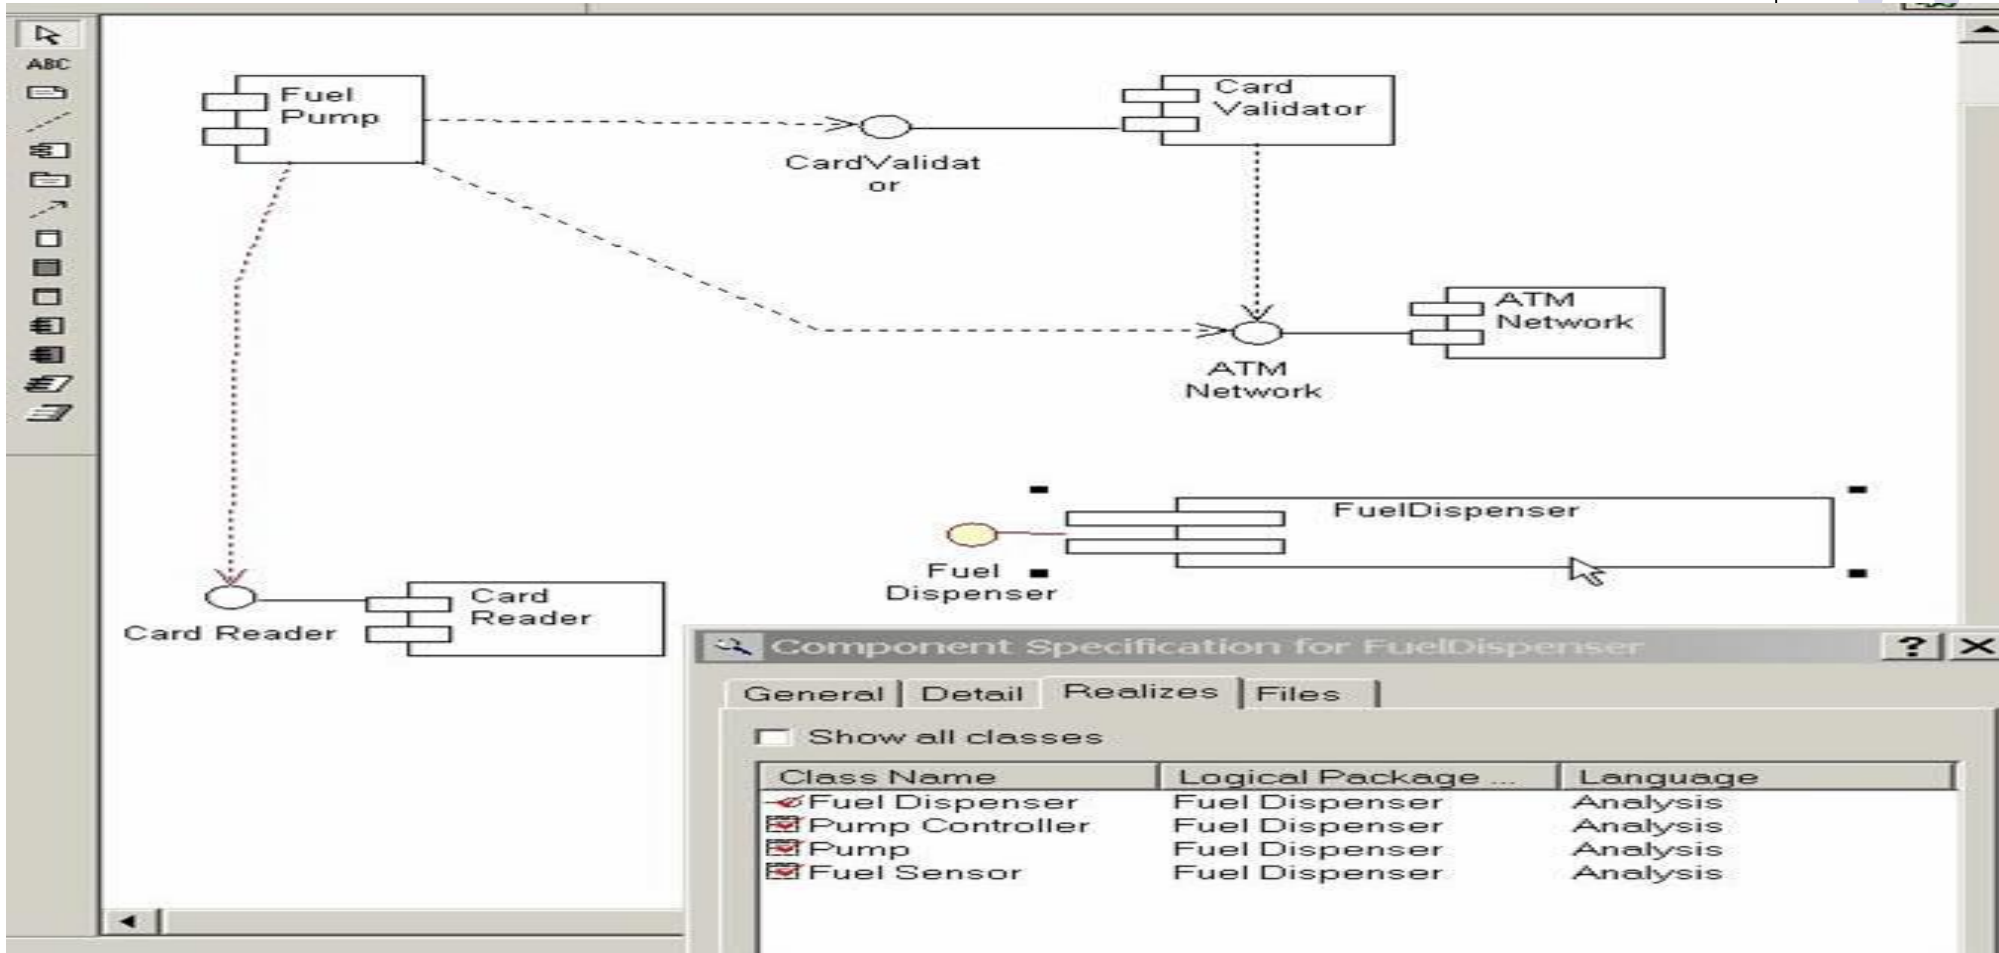 ABC
Fuel
Pump
Card
Validator
CardValidat
or
ATM
Network
ATM
Network
FuelDispenser
Fuel
Dispenser
Card
Reader
Card Reader
Component Specification for FuelDispenser
General Detail Realizes Files
Show all classes
Class Name Logical Package ... Language
Fuel Dispenser Fuel Dispenser Analysis
Pump Controller Fuel Dispenser Analysis
Pump Fuel Dispenser Analysis
Fuel Sensor Fuel Dispenser Analysis